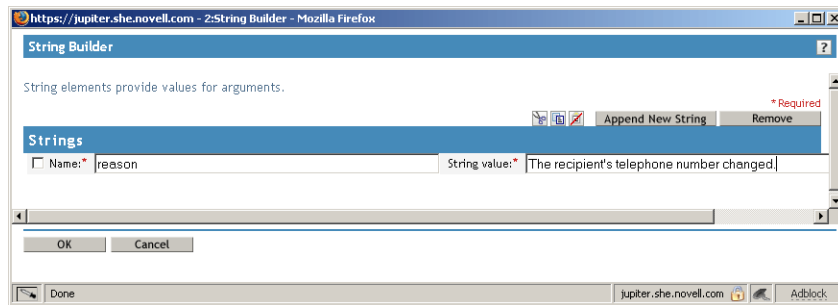 https://jupiter.she.novell.com - 2:String Builder - Mozilla Firefox
String Builder
?
String elements provide values for arguments.
* Required
Append New String Remove
Strings
Name:* reason String value:* The recipient's telephone number changed.
OK Cancel
Done jupiter.she.novell.com Adblock